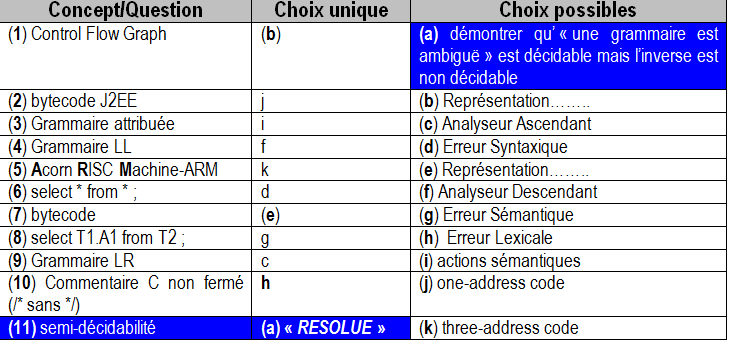 Concept/Question Choix unique Choix possibles
(1) Control Flow Graph (b) (a) démontrer qu' « une grammaire est
ambiguë » est décidable mais l'inverse est
non décidable
(2) bytecode J2EE j (b) Représentation........
(3) Grammaire attribuée i (c) Analyseur Ascendant
(4) Grammaire LL f (d) Erreur Syntaxique
(5) Acorn RISC Machine-ARM k (e) Représentation........
(6) select * from * ; d (f) Analyseur Descendant
(7) bytecode (e) (g) Erreur Sémantique
(8) select T1.A1 from T2 ; g (h) Erreur Lexicale
(9) Grammaire LR c (i) actions sémantiques
(10) Commentaire C non fermé h (j) one-address code
(/* sans */)
(11) semi-décidabilité (a) « RESOLUE » (k) three-address code